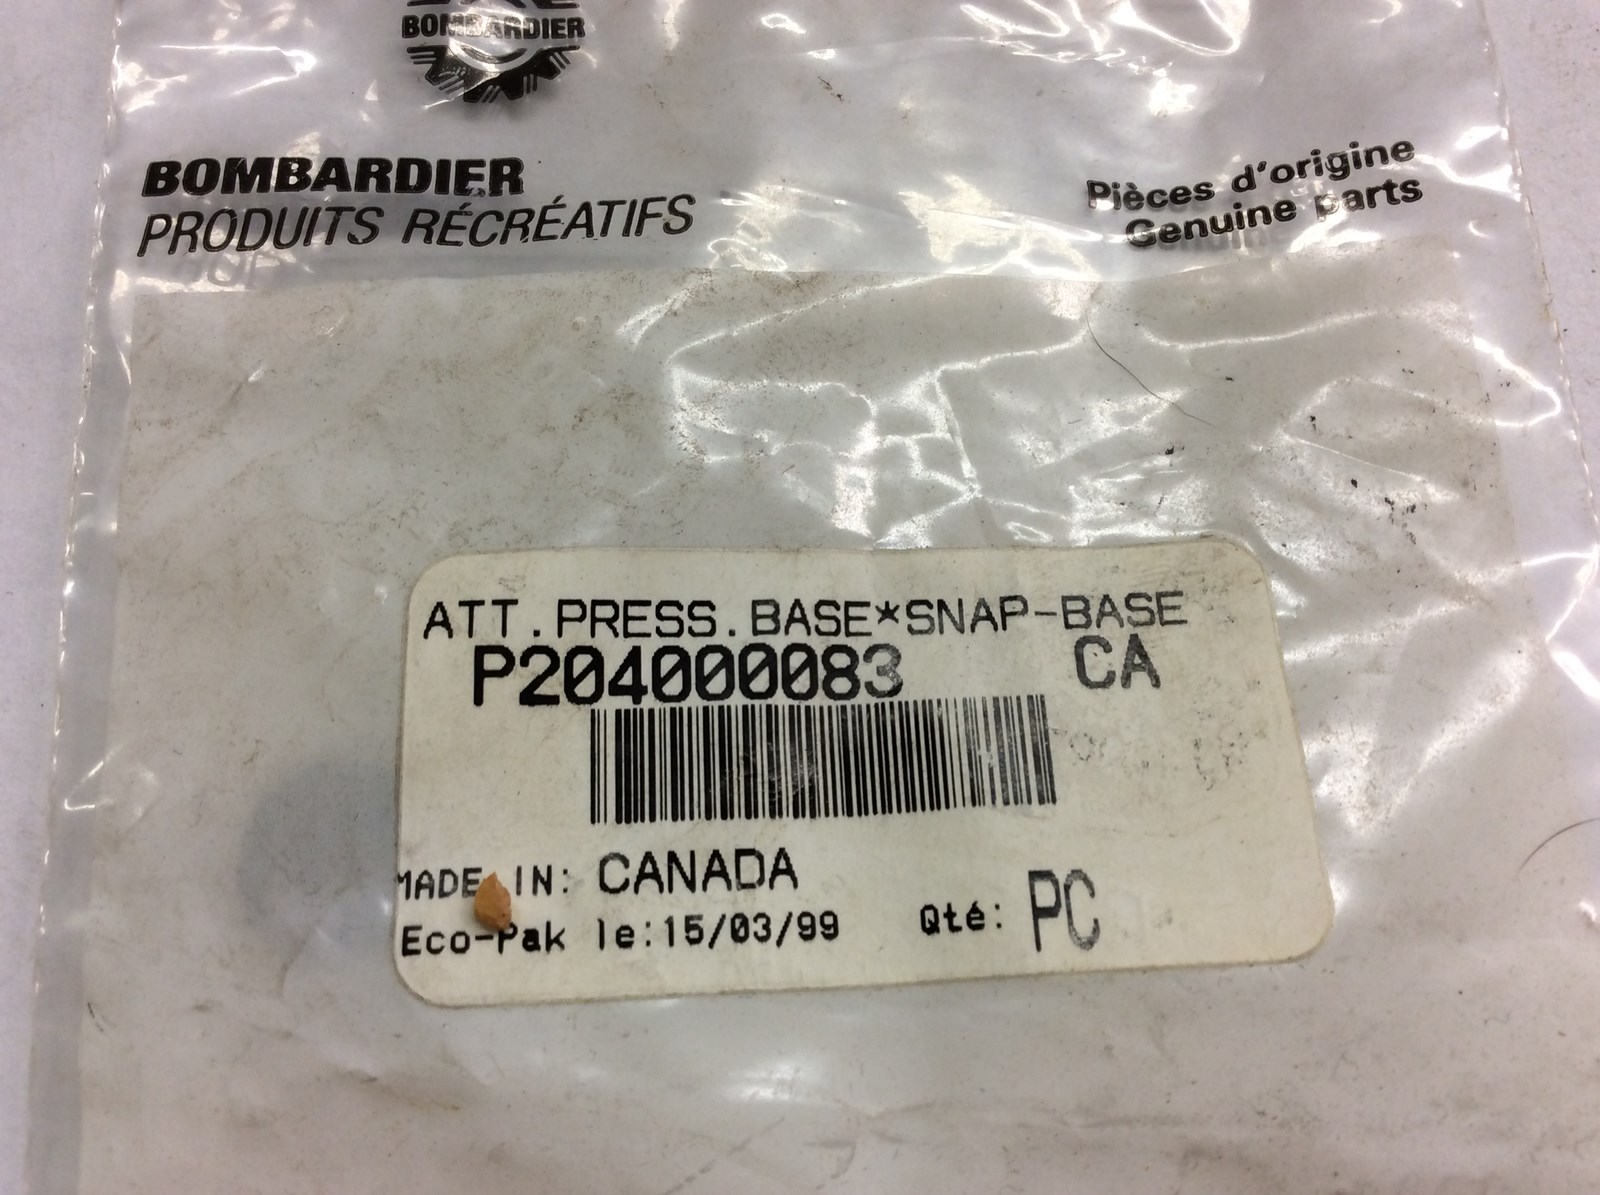 BOMBARDIER
BOMBARDIER
PRODUITS RÉCRÉATIFS
Pièces d'origine
Genuine parts
ATT.PRESS.BASE*SNAP-BASE
P204000083 CA
MADE IN: CANADA
Eco-Pak le:15/03/99 Qté: PC